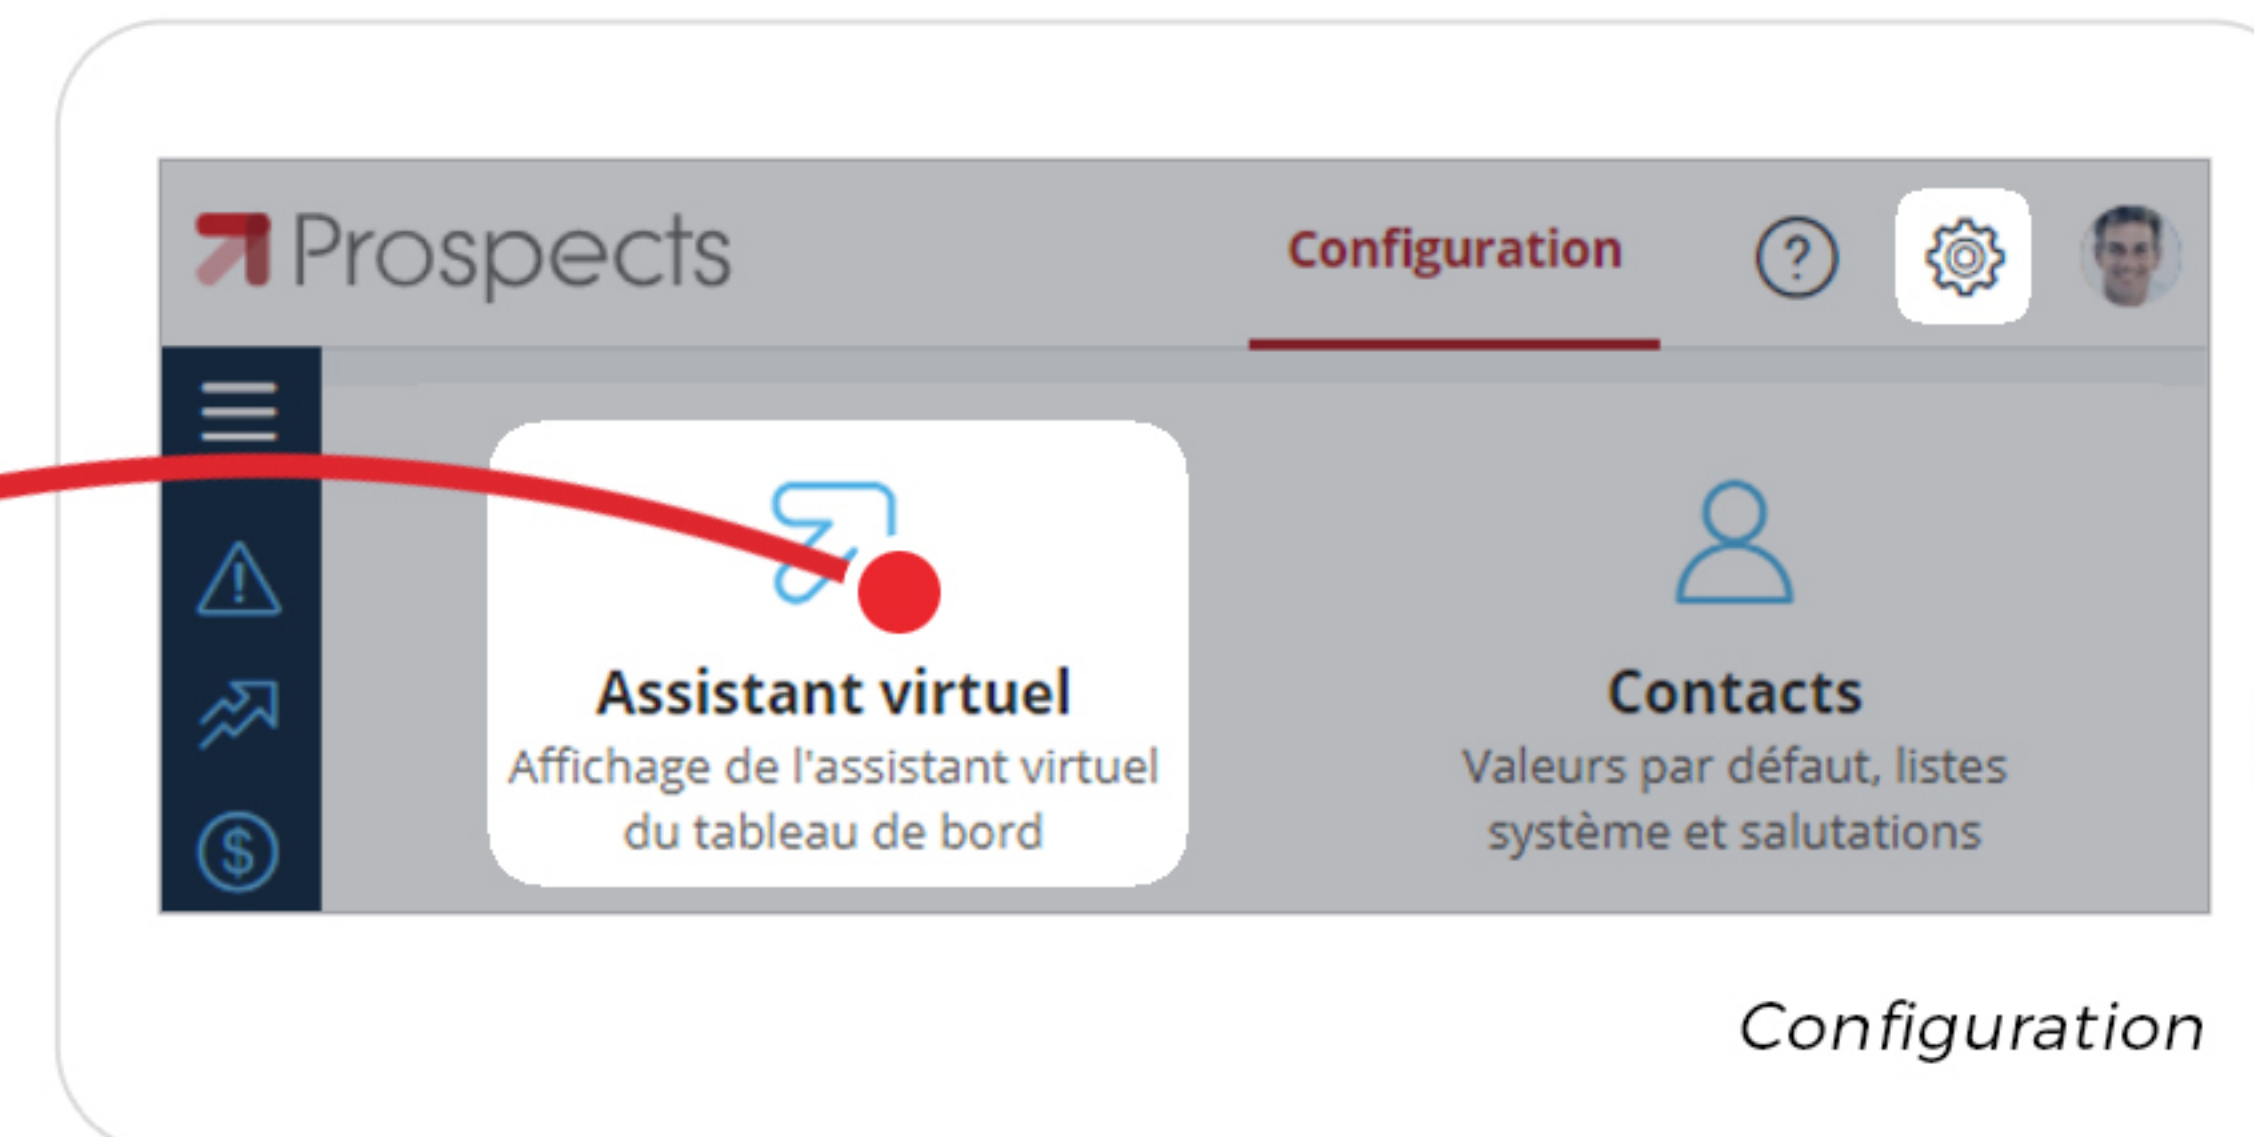 Prospects
Configuration
Assistant virtuel
Affichage de l'assistant virtuel
du tableau de bord
Contacts
Valeurs par défaut, listes
système et salutations
Configuration